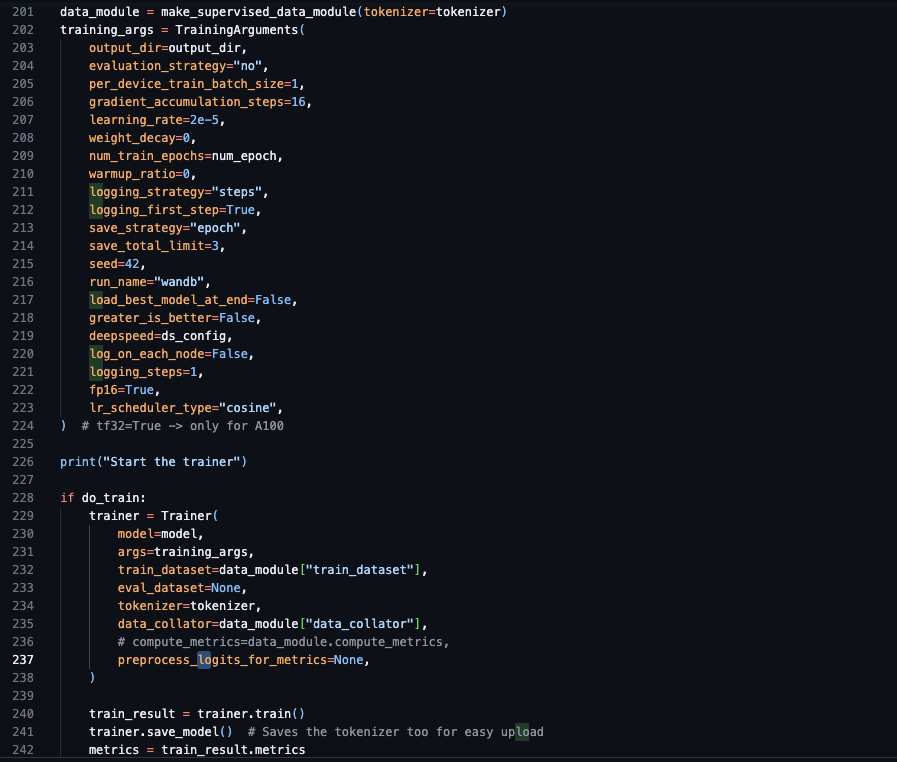 201 data_module = make_supervised_data_module(tokenizer=tokenizer)
202 training_args = TrainingArguments(
203     output_dir=output_dir,
204     evaluation_strategy="no",
205     per_device_train_batch_size=1,
206     gradient_accumulation_steps=16,
207     learning_rate=2e-5,
208     weight_decay=0,
209     num_train_epochs=num_epoch,
210     warmup_ratio=0,
211     logging_strategy="steps",
212     logging_first_step=True,
213     save_strategy="epoch",
214     save_total_limit=3,
215     seed=42,
216     run_name="wandb",
217     load_best_model_at_end=False,
218     greater_is_better=False,
219     deepspeed=ds_config,
220     log_on_each_node=False,
221     logging_steps=1,
222     fp16=True,
223     lr_scheduler_type="cosine",
224 )  # tf32=True -> only for A100
225
226 print("Start the trainer")
227
228 if do_train:
229     trainer = Trainer(
230         model=model,
231         args=training_args,
232         train_dataset=data_module["train_dataset"],
233         eval_dataset=None,
234         tokenizer=tokenizer,
235         data_collator=data_module["data_collator"],
236         # compute_metrics=data_module.compute_metrics,
237         preprocess_logits_for_metrics=None,
238     )
239
240     train_result = trainer.train()
241     trainer.save_model()  # Saves the tokenizer too for easy upload
242     metrics = train_result.metrics